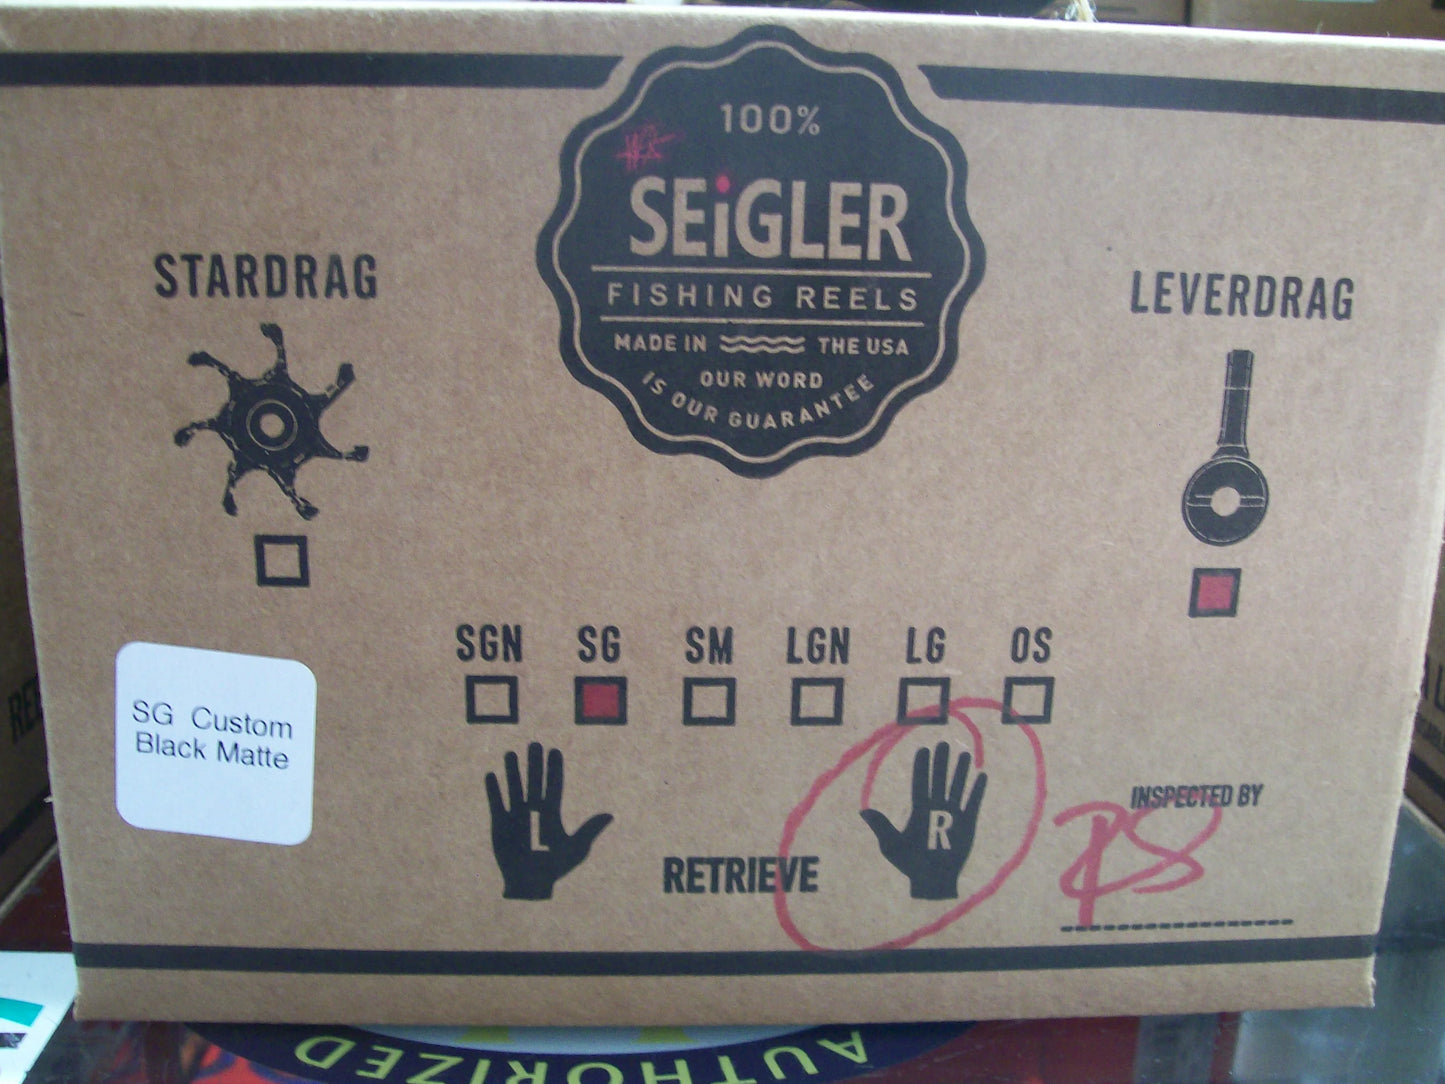 100%
SEiGLER
FISHING REELS
MADE IN THE USA
OUR WORD
IS OUR GUARANTEE
STARDRAG
LEVERDRAG
SGN SG SM LGN LG OS
SG Custom
Black Matte
L
R
RETRIEVE
INSPECTED BY
AUTHORIZED